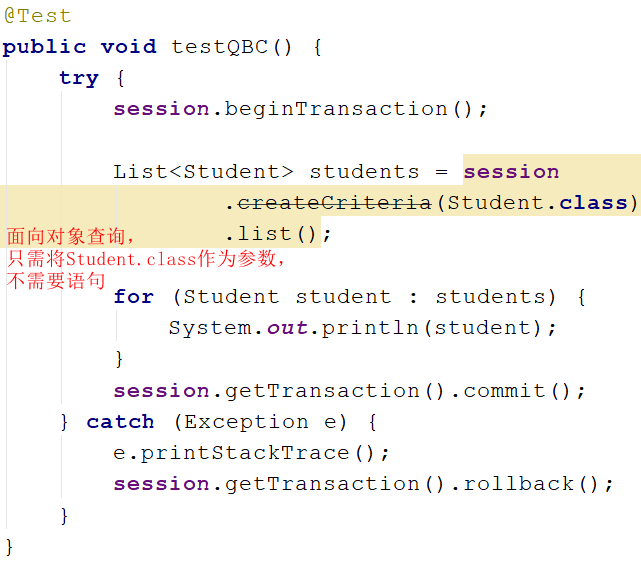 @Test
public void testQBC() {
try {
session.beginTransaction();
List<Student> students = session
.createCriteria(Student.class)
.list();
面向对象查询,
只需将Student.class作为参数,
不需要语句
for (Student student : students) {
System.out.println(student);
}
session.getTransaction().commit();
} catch (Exception e) {
e.printStackTrace();
session.getTransaction().rollback();
}
}